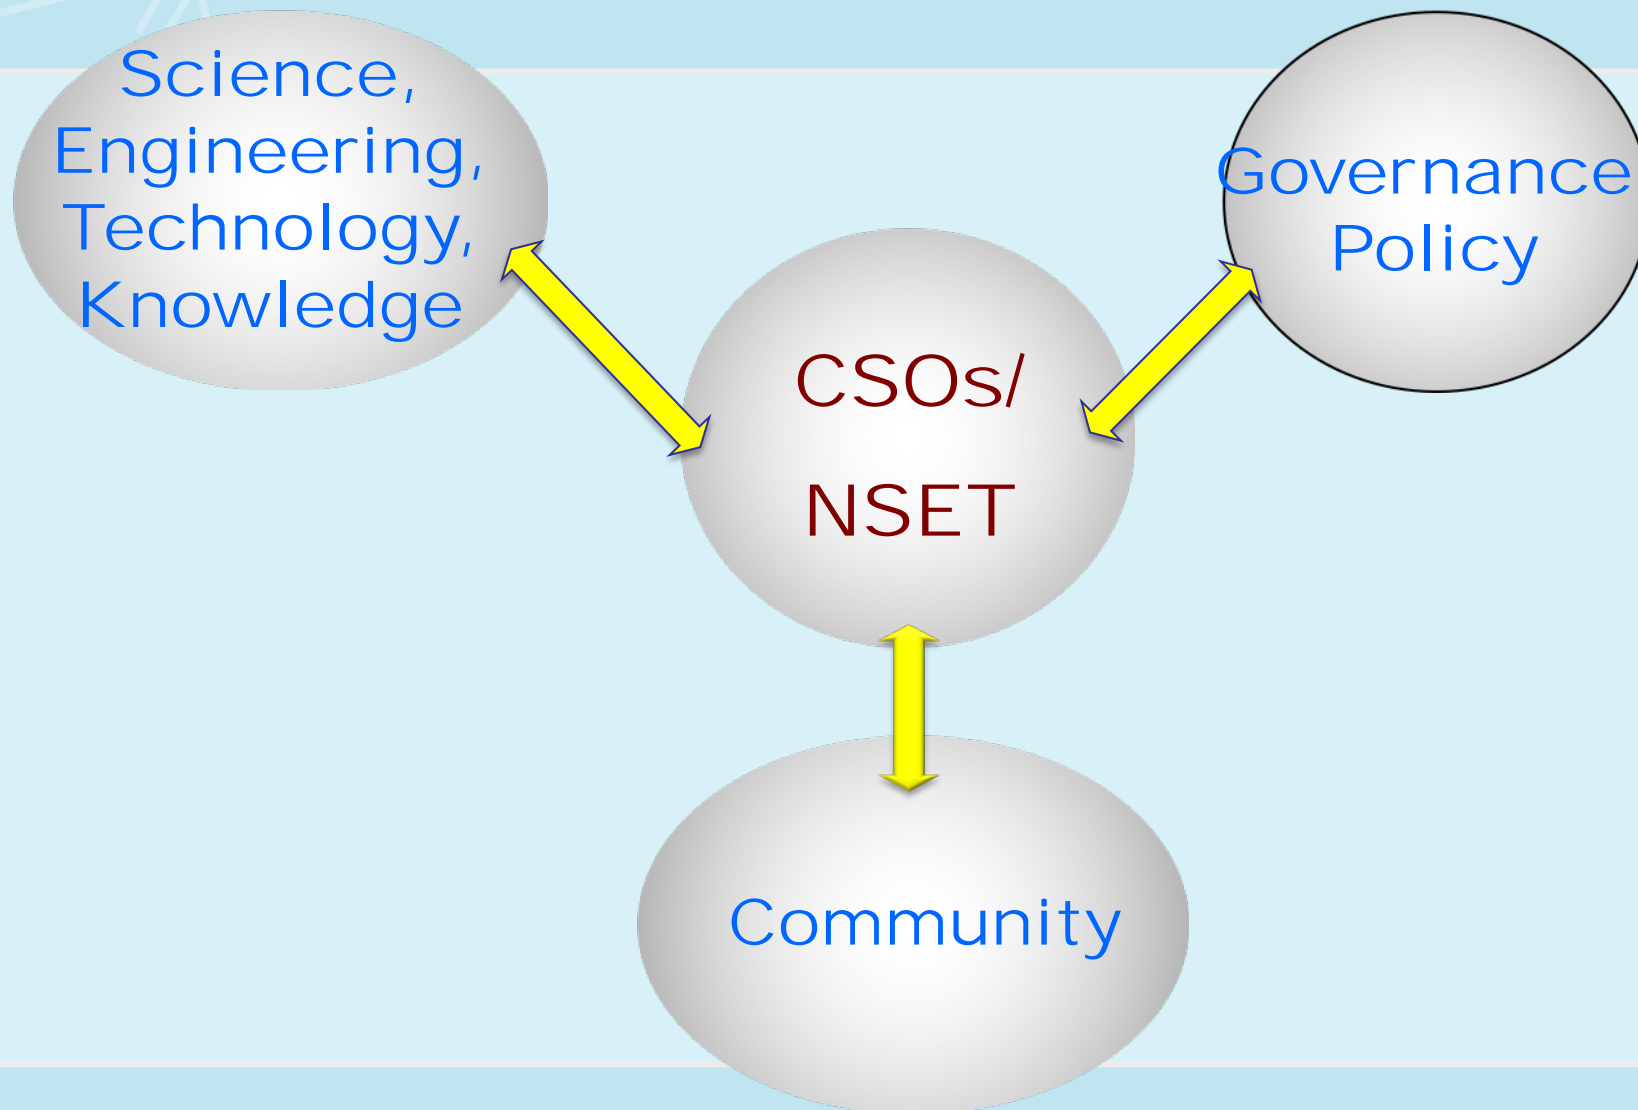 Science,
Engineering,
Technology,
Knowledge
Governance
Policy
CSOs/
NSET
Community